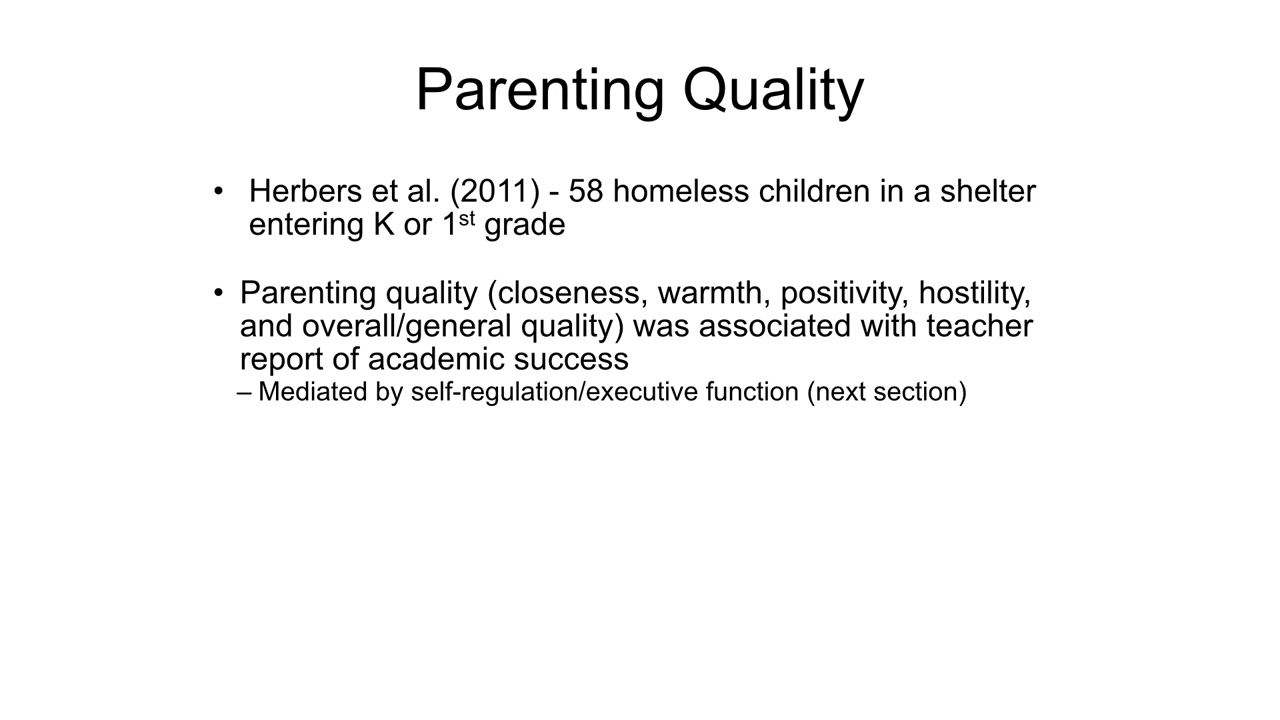 Parenting Quality
• Herbers et al. (2011) - 58 homeless children in a shelter
entering K or 1st grade
• Parenting quality (closeness, warmth, positivity, hostility,
and overall/general quality) was associated with teacher
report of academic success
– Mediated by self-regulation/executive function (next section)